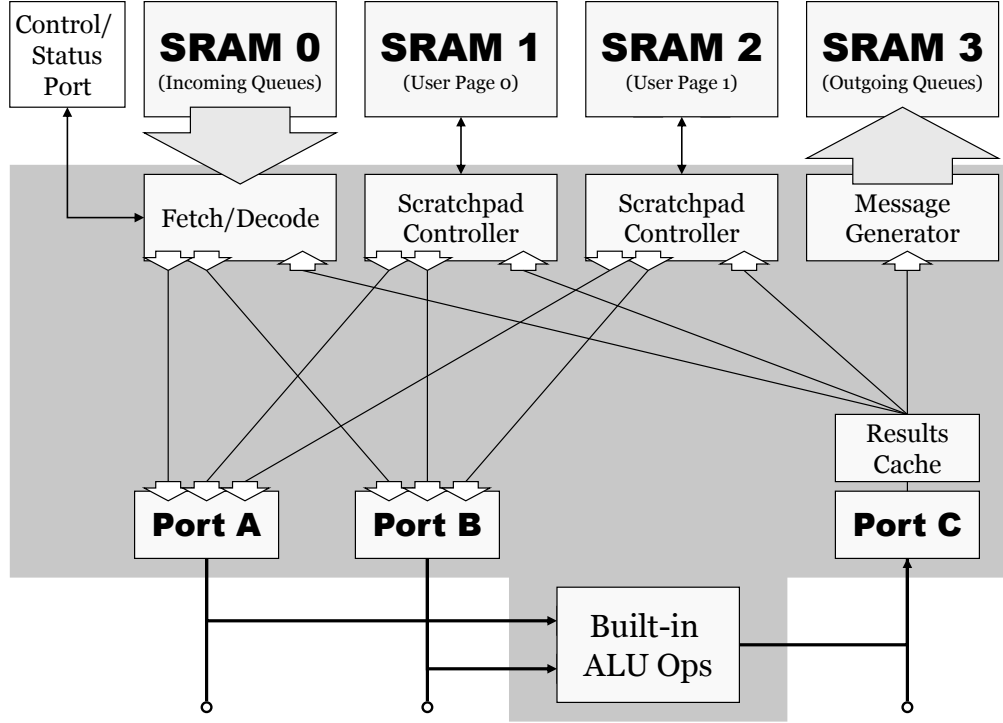 Control/
Status
Port
SRAM 0
(Incoming Queues)
SRAM 1
(User Page 0)
SRAM 2
(User Page 1)
SRAM 3
(Outgoing Queues)
Fetch/Decode
Scratchpad
Controller
Scratchpad
Controller
Message
Generator
Results
Cache
Port A
Port B
Port C
Built-in
ALU Ops